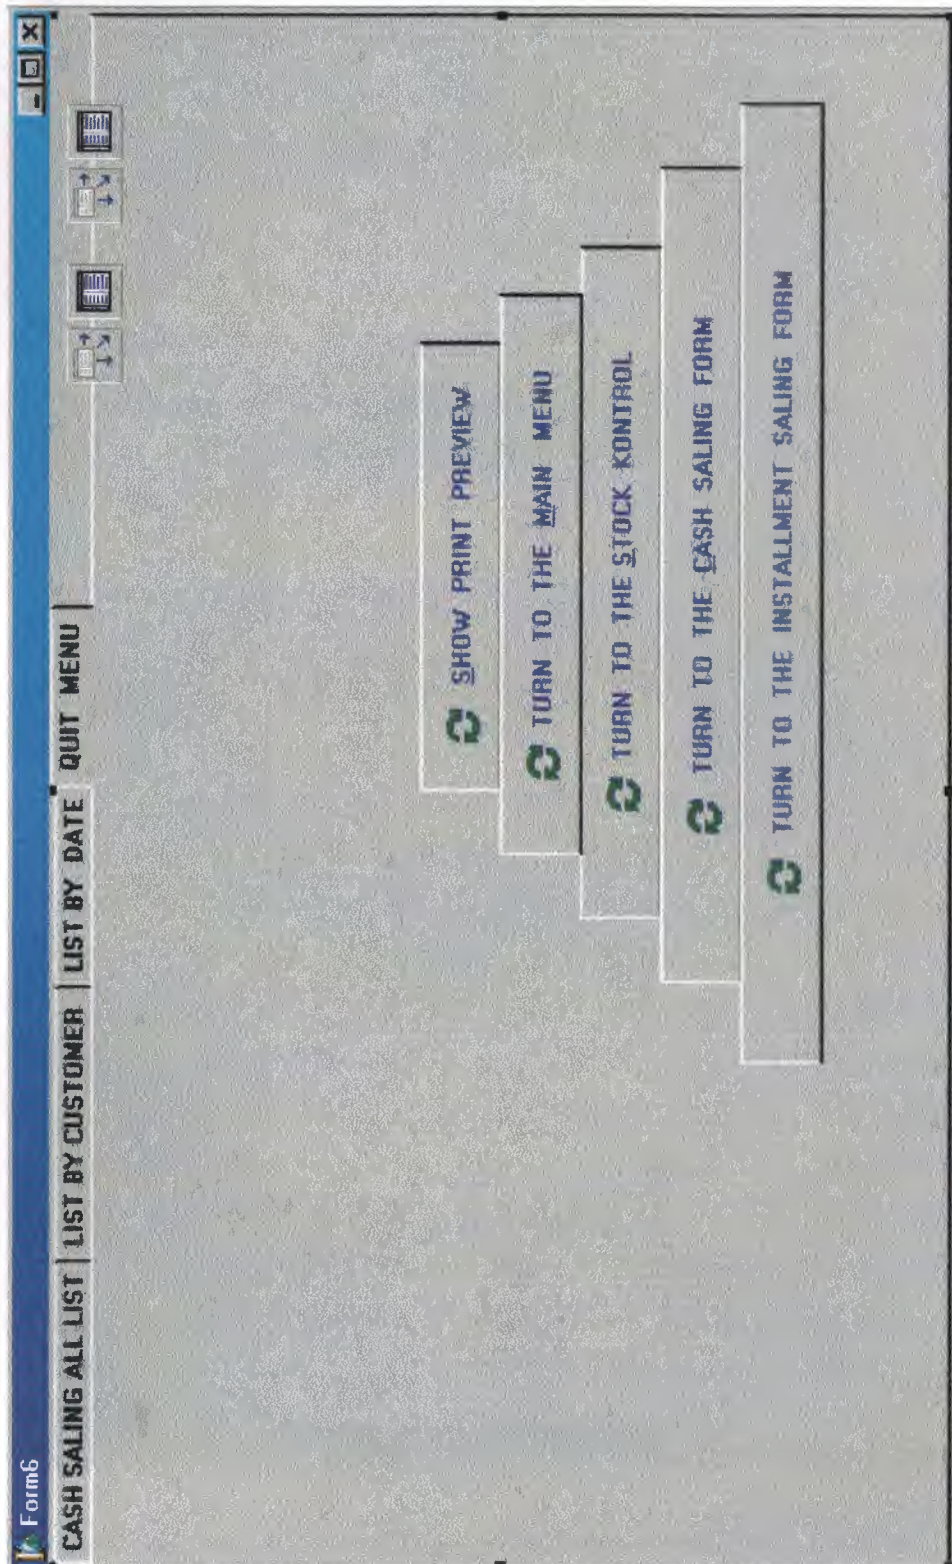 Form6
CASH SALING ALL LIST LIST BY CUSTOMER LIST BY DATE QUIT MENU
SHOW PRINT PREVIEW
TURN TO THE MAIN MENU
TURN TO THE STOCK KONTROL
TURN TO THE CASH SALING FORM
TURN TO THE INSTALLMENT SALING FORM